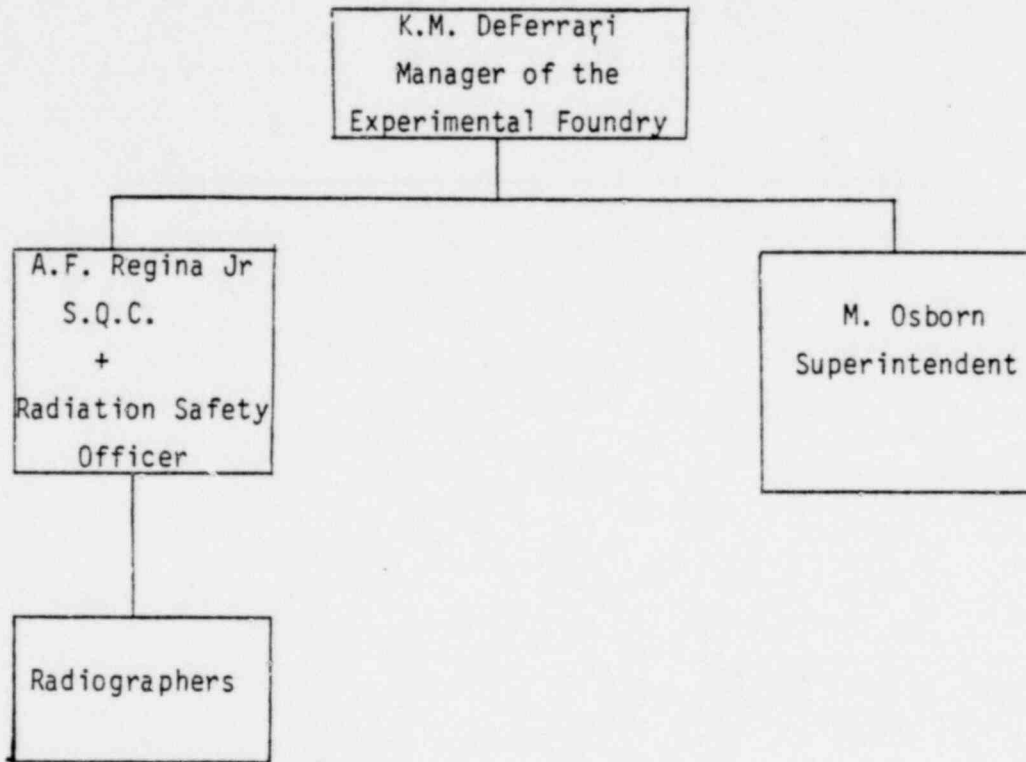 K.M. DeFerrari
Manager of the
Experimental Foundry
A.F. Regina Jr
S.Q.C.
+
Radiation Safety
Officer
M. Osborn
Superintendent
Radiographers